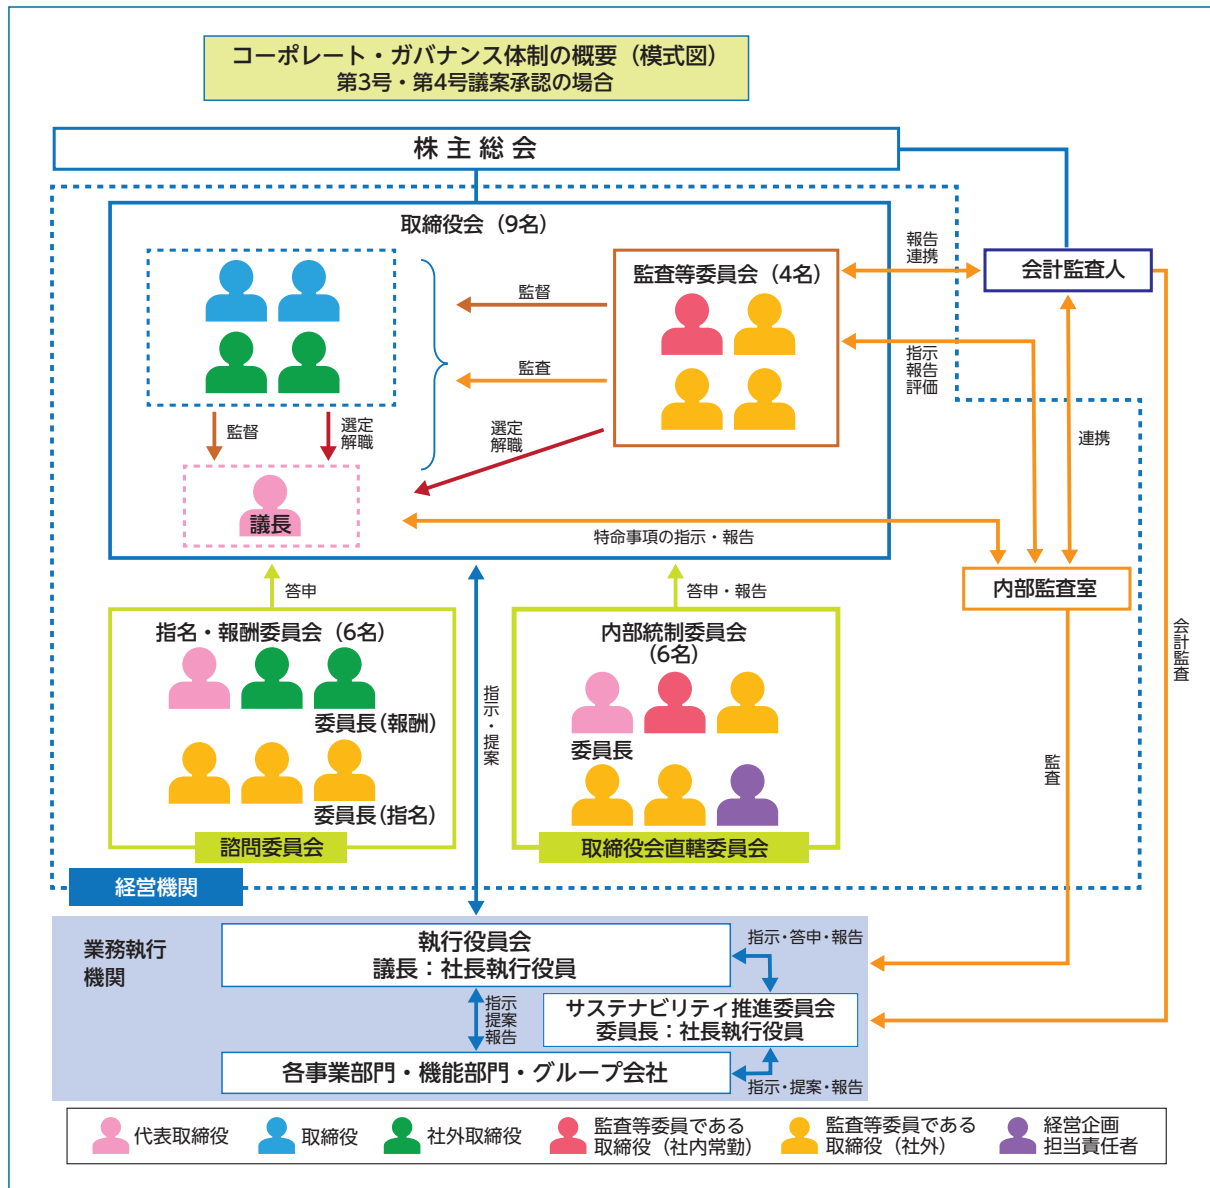 コーポレート・ガバナンス体制の概要（模式図）
第3号・第4号議案承認の場合
株主総会
取締役会（9名）
監査等委員会（4名）
報告
連携
会計監査人
監督
監査
指示
報告
評価
監督
選定
解職
選定
解職
連携
議長
特命事項の指示・報告
内部監査室
答申
答申・報告
指名・報酬委員会（6名）
委員長（報酬）
委員長（指名）
諮問委員会
内部統制委員会
（6名）
委員長
取締役会直轄委員会
指示・提案
会計監査
監査
経営機関
業務執行
機関
執行役員会
議長：社長執行役員
指示・答申・報告
指示
提案
報告
サステナビリティ推進委員会
委員長：社長執行役員
各事業部門・機能部門・グループ会社
指示・提案・報告
代表取締役
取締役
社外取締役
監査等委員である
取締役（社内常勤）
監査等委員である
取締役（社外）
経営企画
担当責任者